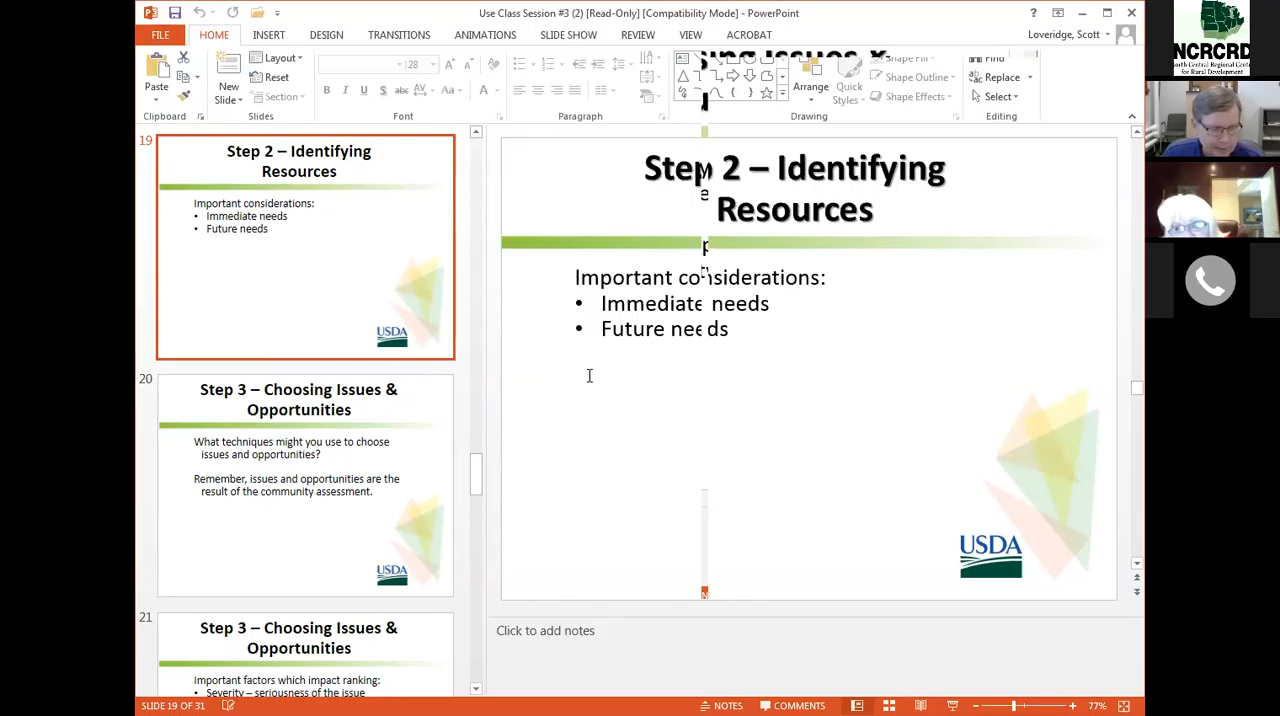 Use Class Session #3 (2) [Read-Only] [Compatibility Mode] - PowerPoint
?
FILE HOME INSERT DESIGN TRANSITIONS ANIMATIONS SLIDE SHOW REVIEW VIEW ACROBAT
Loveridge, Scott
Paste
New
Slide
Layout
Reset
Section
28
Arrange
Quick
Styles
Shape Fill
Shape Outline
Shape Effects
Find
Replace
Select
Clipboard Slides Font Paragraph Drawing Editing
19
Step 2 – Identifying
Resources
Important considerations:
• Immediate needs
• Future needs
USDA
20
Step 3 – Choosing Issues &
Opportunities
What techniques might you use to choose
issues and opportunities?
Remember, issues and opportunities are the
result of the community assessment.
USDA
21
Step 3 – Choosing Issues &
Opportunities
Important factors which impact ranking:
• Severity – seriousness of the issue
Step 2 – Identifying
Resources
Important considerations:
• Immediate needs
• Future needs
USDA
Click to add notes
SLIDE 19 OF 31
NOTES
COMMENTS
77%
NCRCRD
North Central Regional Center
for Rural Development